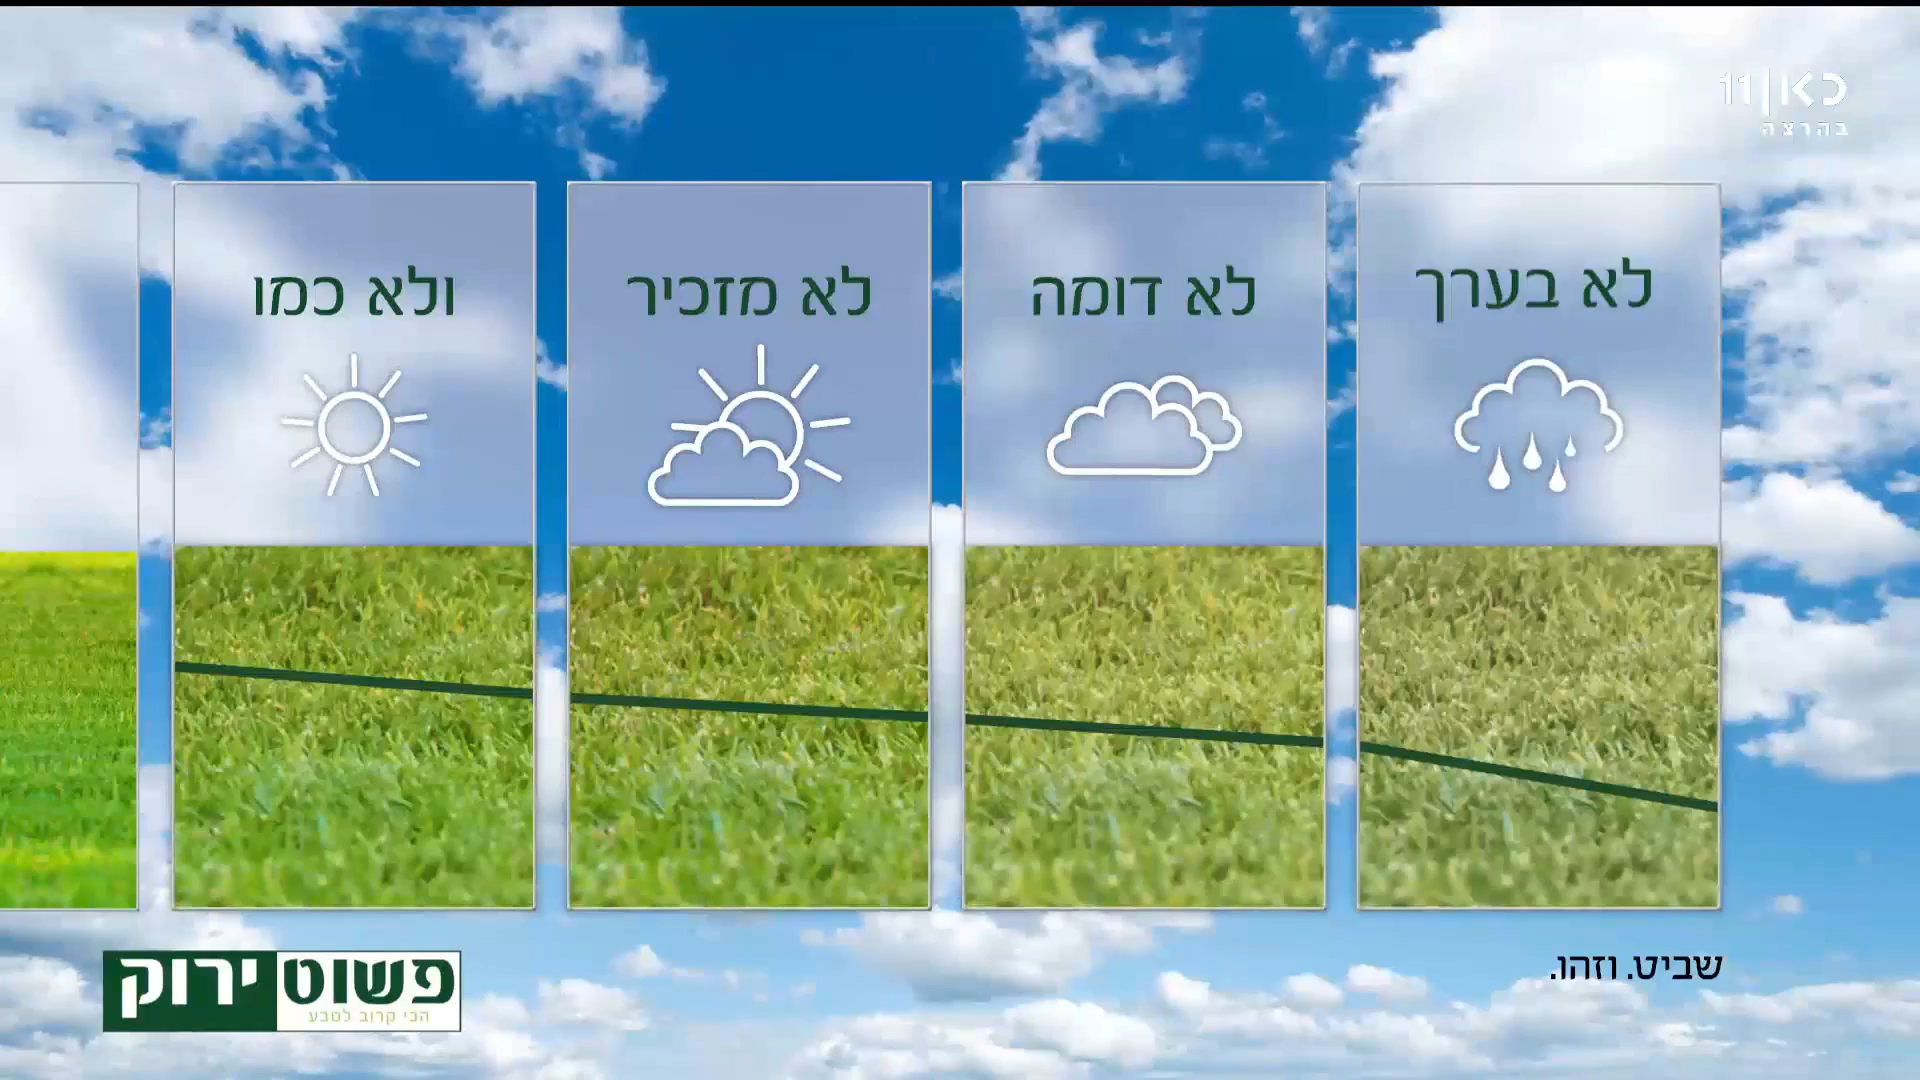 כאן 11
בהרצה
לא בערך
לא דומה
לא מזכיר
ולא כמו
שביט. וזהו.
פשוט ירוק
הכי קרוב לטבע